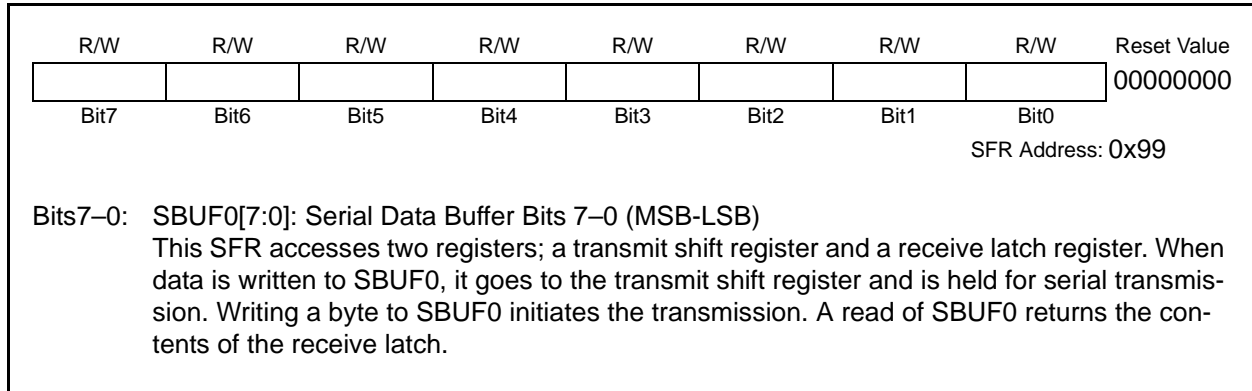 R/W R/W R/W R/W R/W R/W R/W R/W Reset Value
00000000
Bit7 Bit6 Bit5 Bit4 Bit3 Bit2 Bit1 Bit0
SFR Address: 0x99
Bits7–0: SBUF0[7:0]: Serial Data Buffer Bits 7–0 (MSB-LSB)
This SFR accesses two registers; a transmit shift register and a receive latch register. When
data is written to SBUF0, it goes to the transmit shift register and is held for serial transmis-
sion. Writing a byte to SBUF0 initiates the transmission. A read of SBUF0 returns the con-
tents of the receive latch.